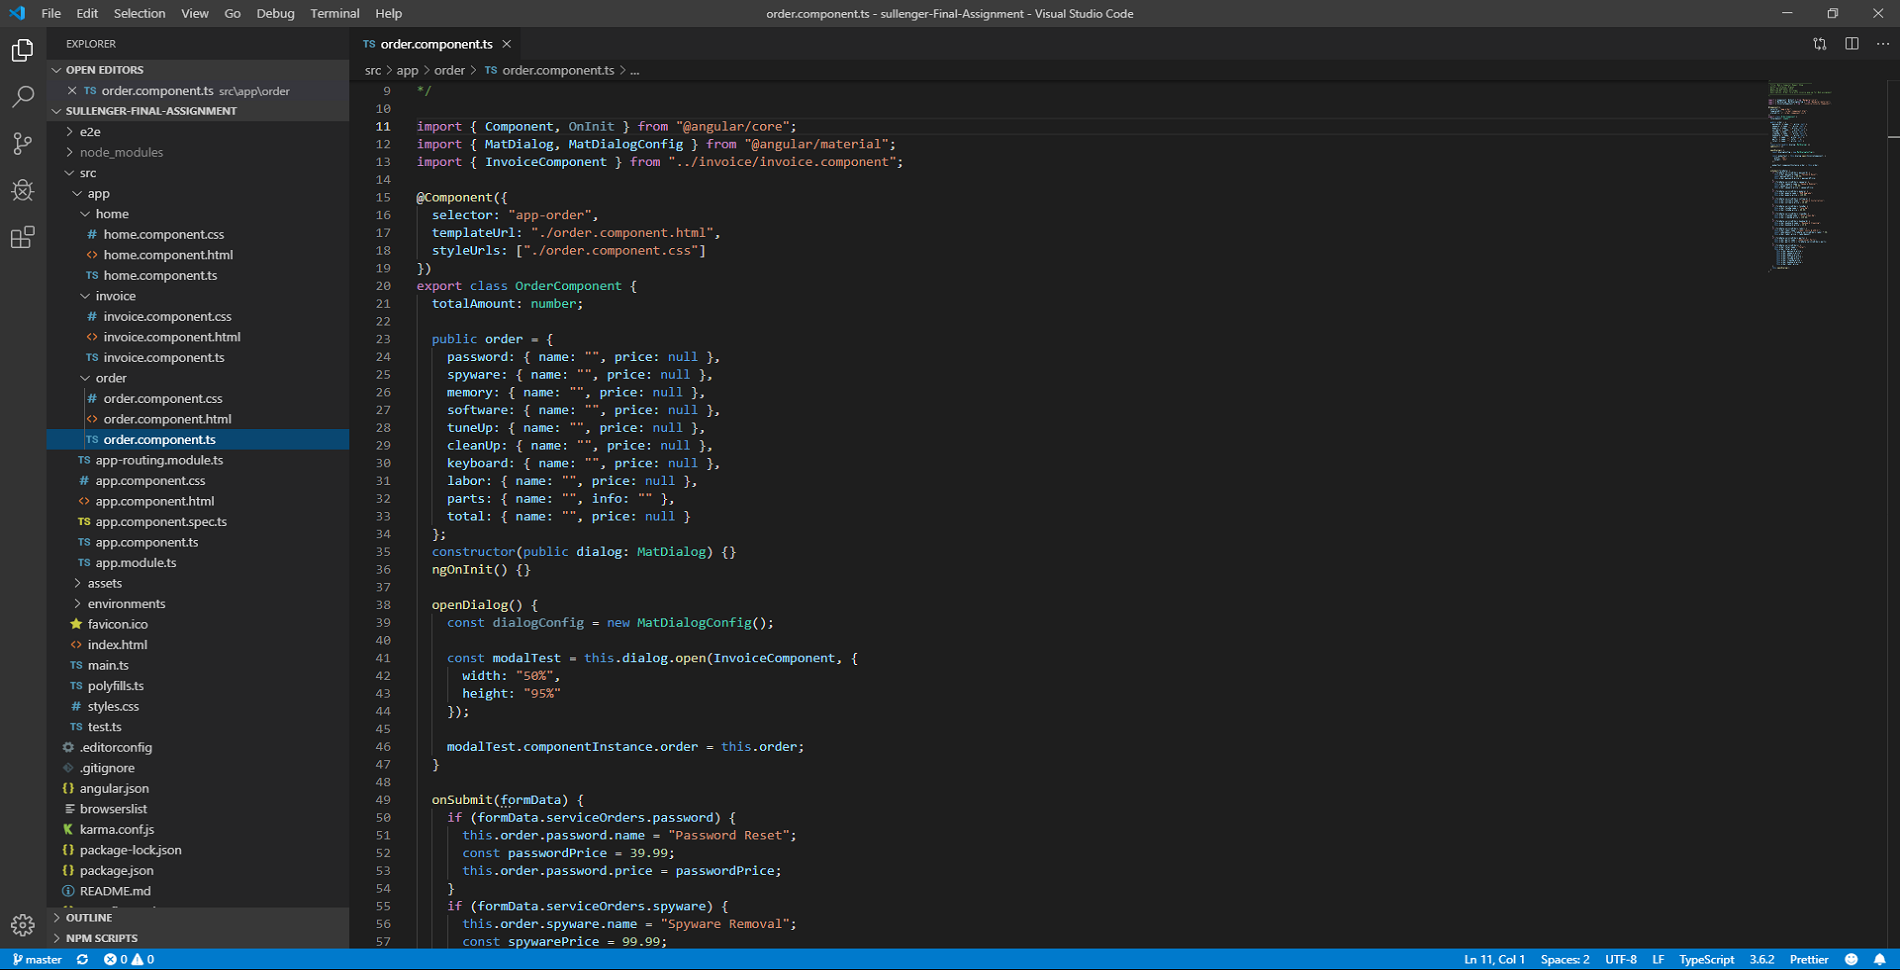 File Edit Selection View Go Debug Terminal Help
order.component.ts - sullenger-Final-Assignment - Visual Studio Code
EXPLORER
OPEN EDITORS
TS order.component.ts src\app\order
SULLENGER-FINAL-ASSIGNMENT
e2e
node_modules
src
app
home
# home.component.css
<> home.component.html
TS home.component.ts
invoice
# invoice.component.css
<> invoice.component.html
TS invoice.component.ts
order
# order.component.css
<> order.component.html
TS order.component.ts
TS app-routing.module.ts
# app.component.css
<> app.component.html
TS app.component.spec.ts
TS app.component.ts
TS app.module.ts
assets
environments
favicon.ico
<> index.html
TS main.ts
TS polyfills.ts
# styles.css
TS test.ts
.editorconfig
.gitignore
{} angular.json
browserslist
karma.conf.js
{} package-lock.json
{} package.json
README.md
OUTLINE
NPM SCRIPTS
TS order.component.ts
src > app > order > TS order.component.ts > ...
9 */
10
11 import { Component, OnInit } from "@angular/core";
12 import { MatDialog, MatDialogConfig } from "@angular/material";
13 import { InvoiceComponent } from "../invoice/invoice.component";
14
15 @Component({
16 selector: "app-order",
17 templateUrl: "./order.component.html",
18 styleUrls: ["./order.component.css"]
19 })
20 export class OrderComponent {
21 totalAmount: number;
22
23 public order = {
24 password: { name: "", price: null },
25 spyware: { name: "", price: null },
26 memory: { name: "", price: null },
27 software: { name: "", price: null },
28 tuneUp: { name: "", price: null },
29 cleanUp: { name: "", price: null },
30 keyboard: { name: "", price: null },
31 labor: { name: "", price: null },
32 parts: { name: "", info: "" },
33 total: { name: "", price: null }
34 };
35 constructor(public dialog: MatDialog) {}
36 ngOnInit() {}
37
38 openDialog() {
39 const dialogConfig = new MatDialogConfig();
40
41 const modalTest = this.dialog.open(InvoiceComponent, {
42 width: "50%",
43 height: "95%"
44 });
45
46 modalTest.componentInstance.order = this.order;
47 }
48
49 onSubmit(formData) {
50 if (formData.serviceOrders.password) {
51 this.order.password.name = "Password Reset";
52 const passwordPrice = 39.99;
53 this.order.password.price = passwordPrice;
54 }
55 if (formData.serviceOrders.spyware) {
56 this.order.spyware.name = "Spyware Removal";
57 const spywarePrice = 99.99;
master 0 0
Ln 11, Col 1 Spaces: 2 UTF-8 LF TypeScript 3.6.2 Prettier